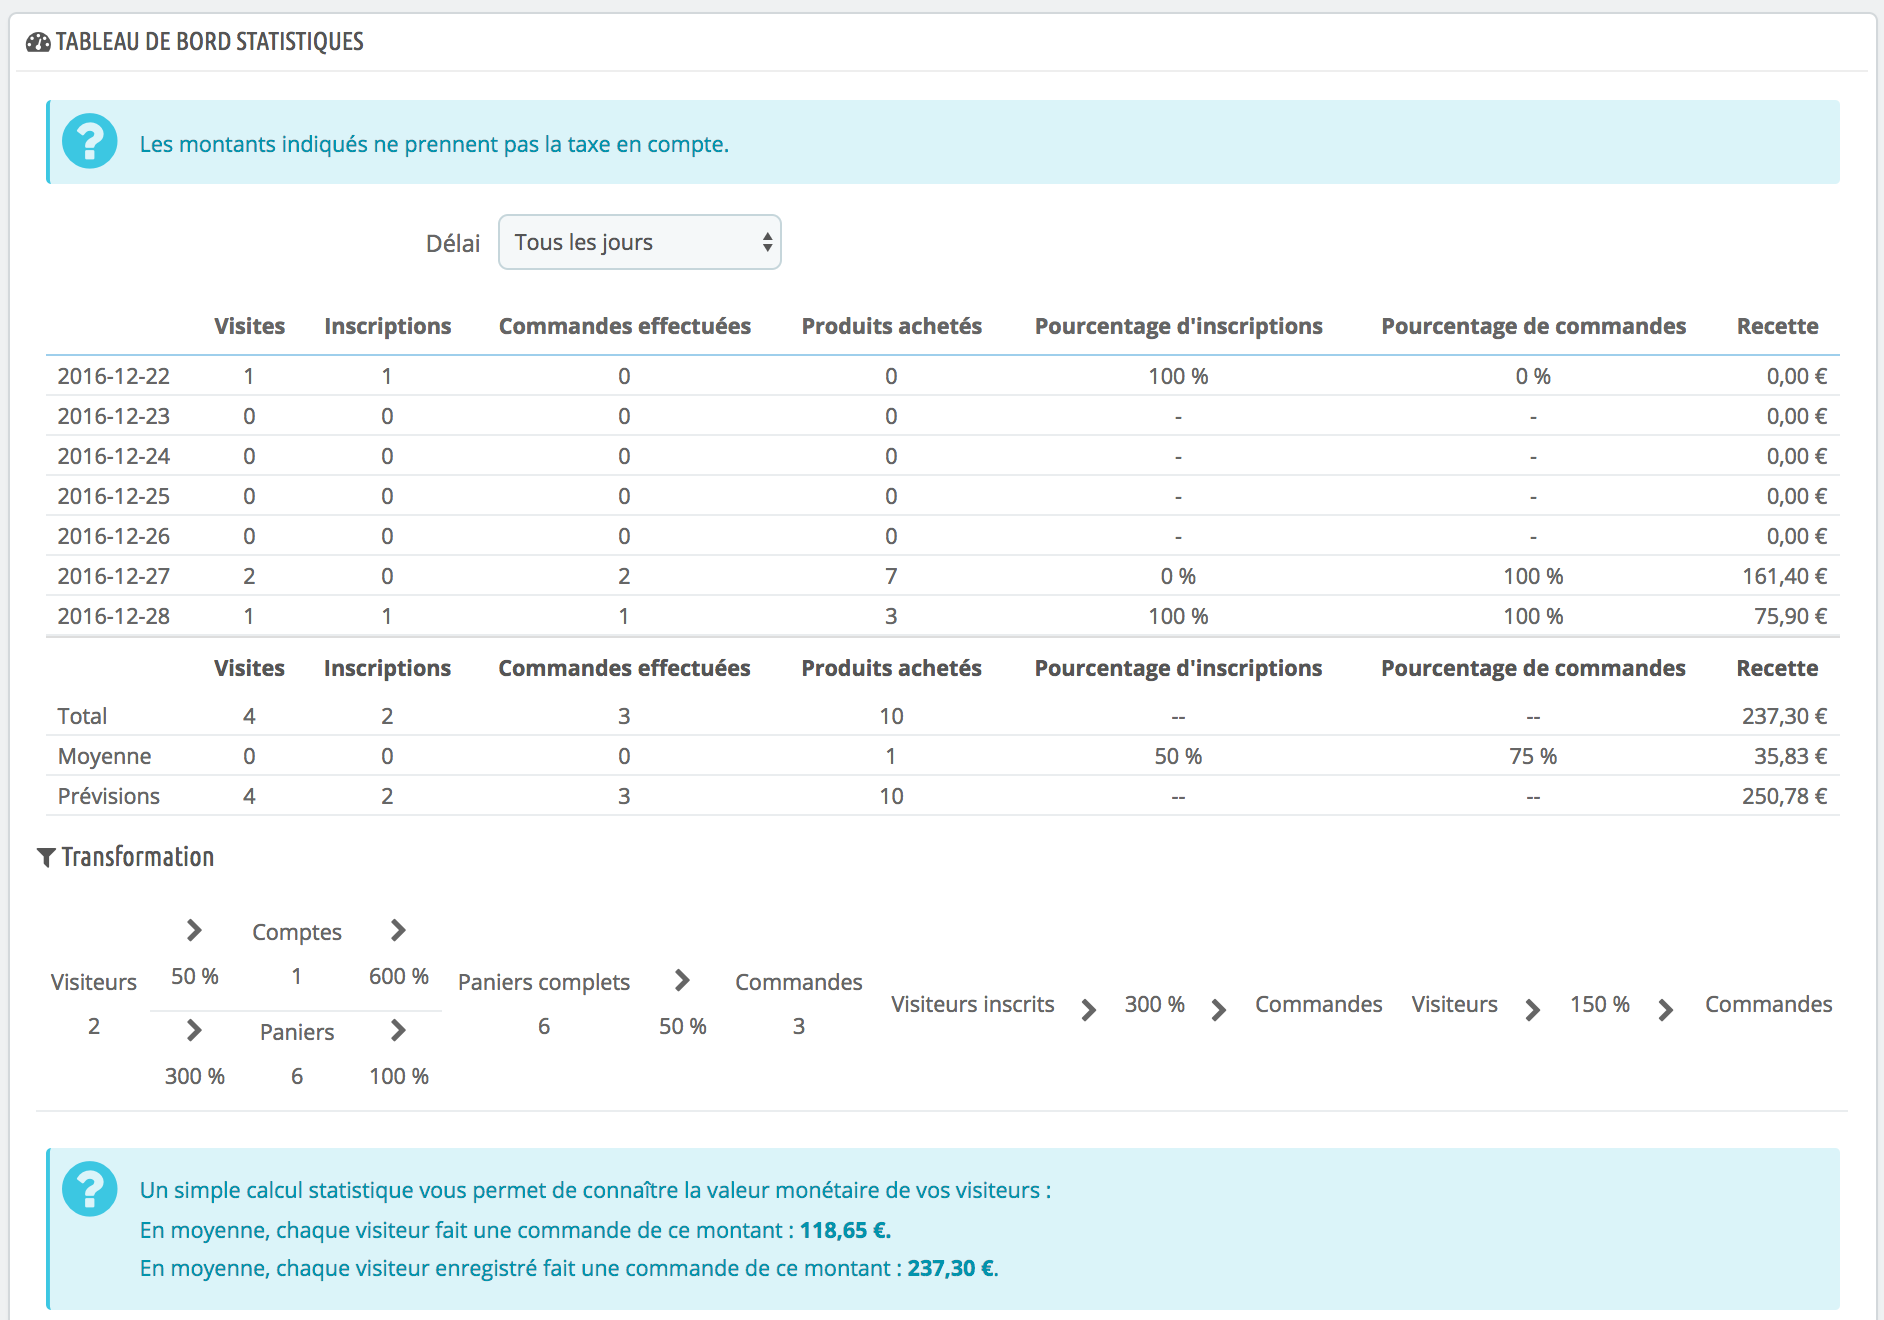 TABLEAU DE BORD STATISTIQUES
Les montants indiqués ne prennent pas la taxe en compte.
Délai Tous les jours
Visites Inscriptions Commandes effectuées Produits achetés Pourcentage d'inscriptions Pourcentage de commandes Recette
2016-12-22 1 1 0 0 100 % 0 % 0,00 €
2016-12-23 0 0 0 0 - - 0,00 €
2016-12-24 0 0 0 0 - - 0,00 €
2016-12-25 0 0 0 0 - - 0,00 €
2016-12-26 0 0 0 0 - - 0,00 €
2016-12-27 2 0 2 7 0 % 100 % 161,40 €
2016-12-28 1 1 1 3 100 % 100 % 75,90 €
Visites Inscriptions Commandes effectuées Produits achetés Pourcentage d'inscriptions Pourcentage de commandes Recette
Total 4 2 3 10 -- -- 237,30 €
Moyenne 0 0 0 1 50 % 75 % 35,83 €
Prévisions 4 2 3 10 -- -- 250,78 €
Transformation
Visiteurs
2
Comptes
50 % 1 600 %
Paniers
300 % 6 100 %
Paniers complets
6
50 %
Commandes
3
Visiteurs inscrits 300 % Commandes
Visiteurs 150 % Commandes
Un simple calcul statistique vous permet de connaître la valeur monétaire de vos visiteurs :
En moyenne, chaque visiteur fait une commande de ce montant : 118,65 €.
En moyenne, chaque visiteur enregistré fait une commande de ce montant : 237,30 €.